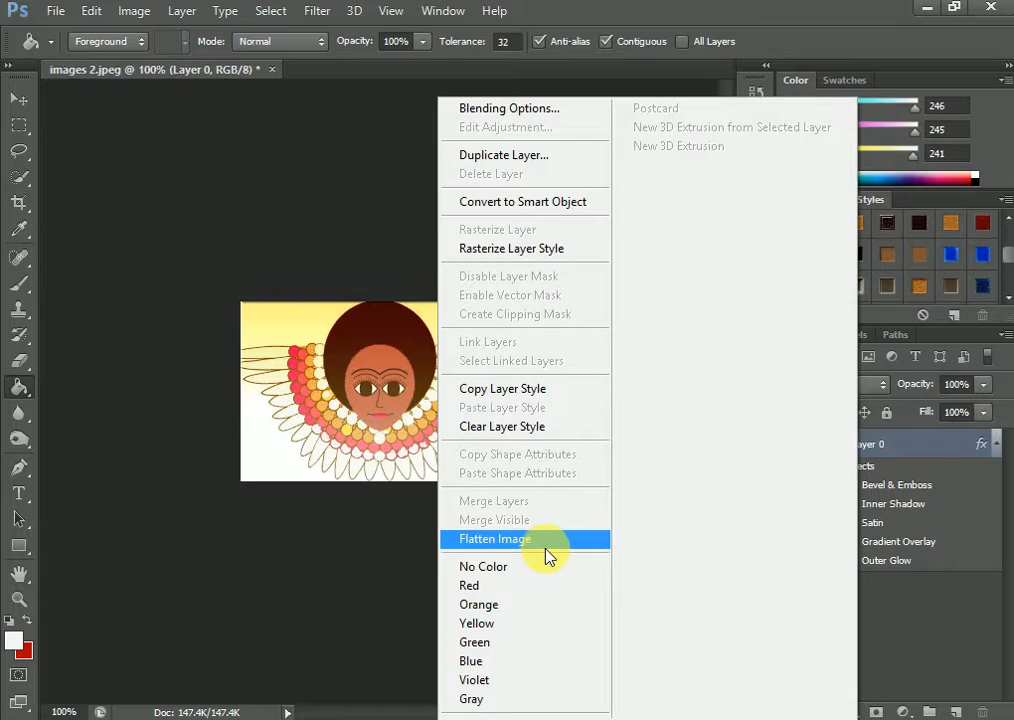 Ps File Edit Image Layer Type Select Filter 3D View Window Help
Foreground Mode: Normal Opacity: 100% Tolerance: 32 Anti-alias Contiguous All Layers
images 2.jpeg @ 100% (Layer 0, RGB/8) *
Color Swatches
246
245
241
Styles
Paths
Opacity: 100%
Fill: 100%
ayer 0 fx
Bevel & Emboss
Inner Shadow
Satin
Gradient Overlay
Outer Glow
Blending Options...
Edit Adjustment...
Duplicate Layer...
Delete Layer
Convert to Smart Object
Rasterize Layer
Rasterize Layer Style
Disable Layer Mask
Enable Vector Mask
Create Clipping Mask
Link Layers
Select Linked Layers
Copy Layer Style
Paste Layer Style
Clear Layer Style
Copy Shape Attributes
Paste Shape Attributes
Merge Layers
Merge Visible
Flatten Image
No Color
Red
Orange
Yellow
Green
Blue
Violet
Gray
Postcard
New 3D Extrusion from Selected Layer
New 3D Extrusion
100% Doc: 147.4K/147.4K